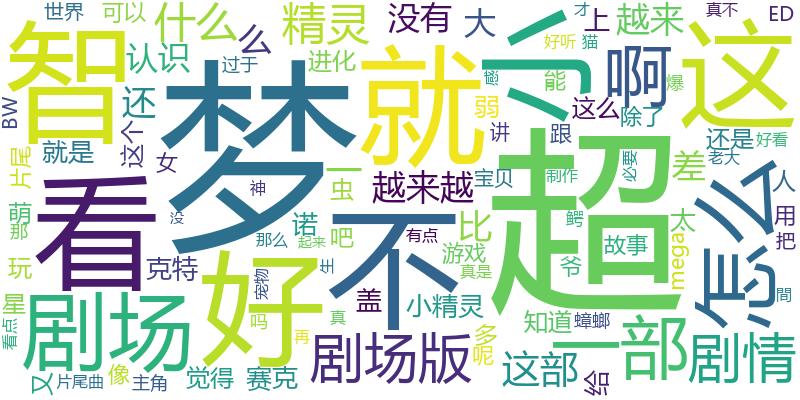 世界
可以
什么
么
精灵
没有
大
上
越来
才
真不
ED
好听
猫
智
认识
过于
进化
就
小
啊
这
BW
还
梦
弱
能
感
爆
这么
除了
讲
跟
还是
好看
片尾
就是
这个
女
一
虫
越来越
宝贝
制作
必要
差
老大
人
萌
那
看
神
没
诺
那么
起来
吧
不
有点
比
游戏
真是
超
鳄
爷
故事
太
mega
怎么
用
把
玩
克特
好
宠物
生
盖
小精灵
知道
蟑螂
間
星
看点
剧场
吗
再
真
剧场版
多
呢
这部
一部
给
剧情
又
片尾曲
像
主角
觉得
赛克